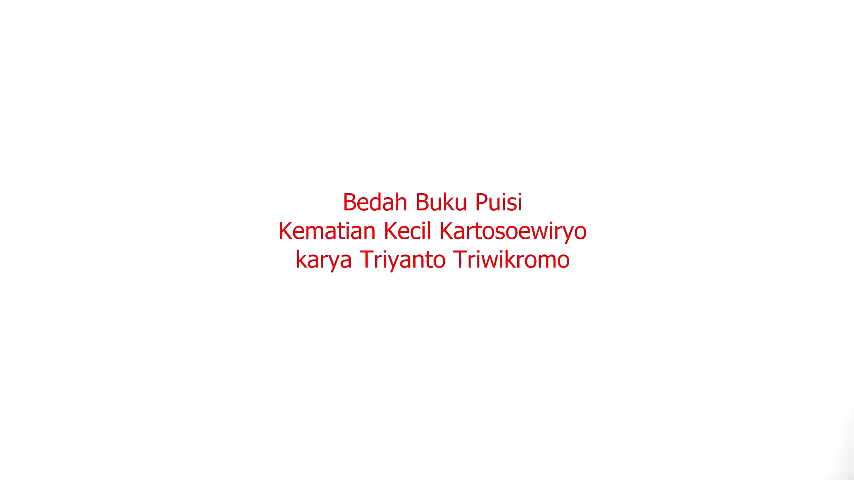 Bedah Buku Puisi
Kematian Kecil Kartosoewiryo
karya Triyanto Triwikromo